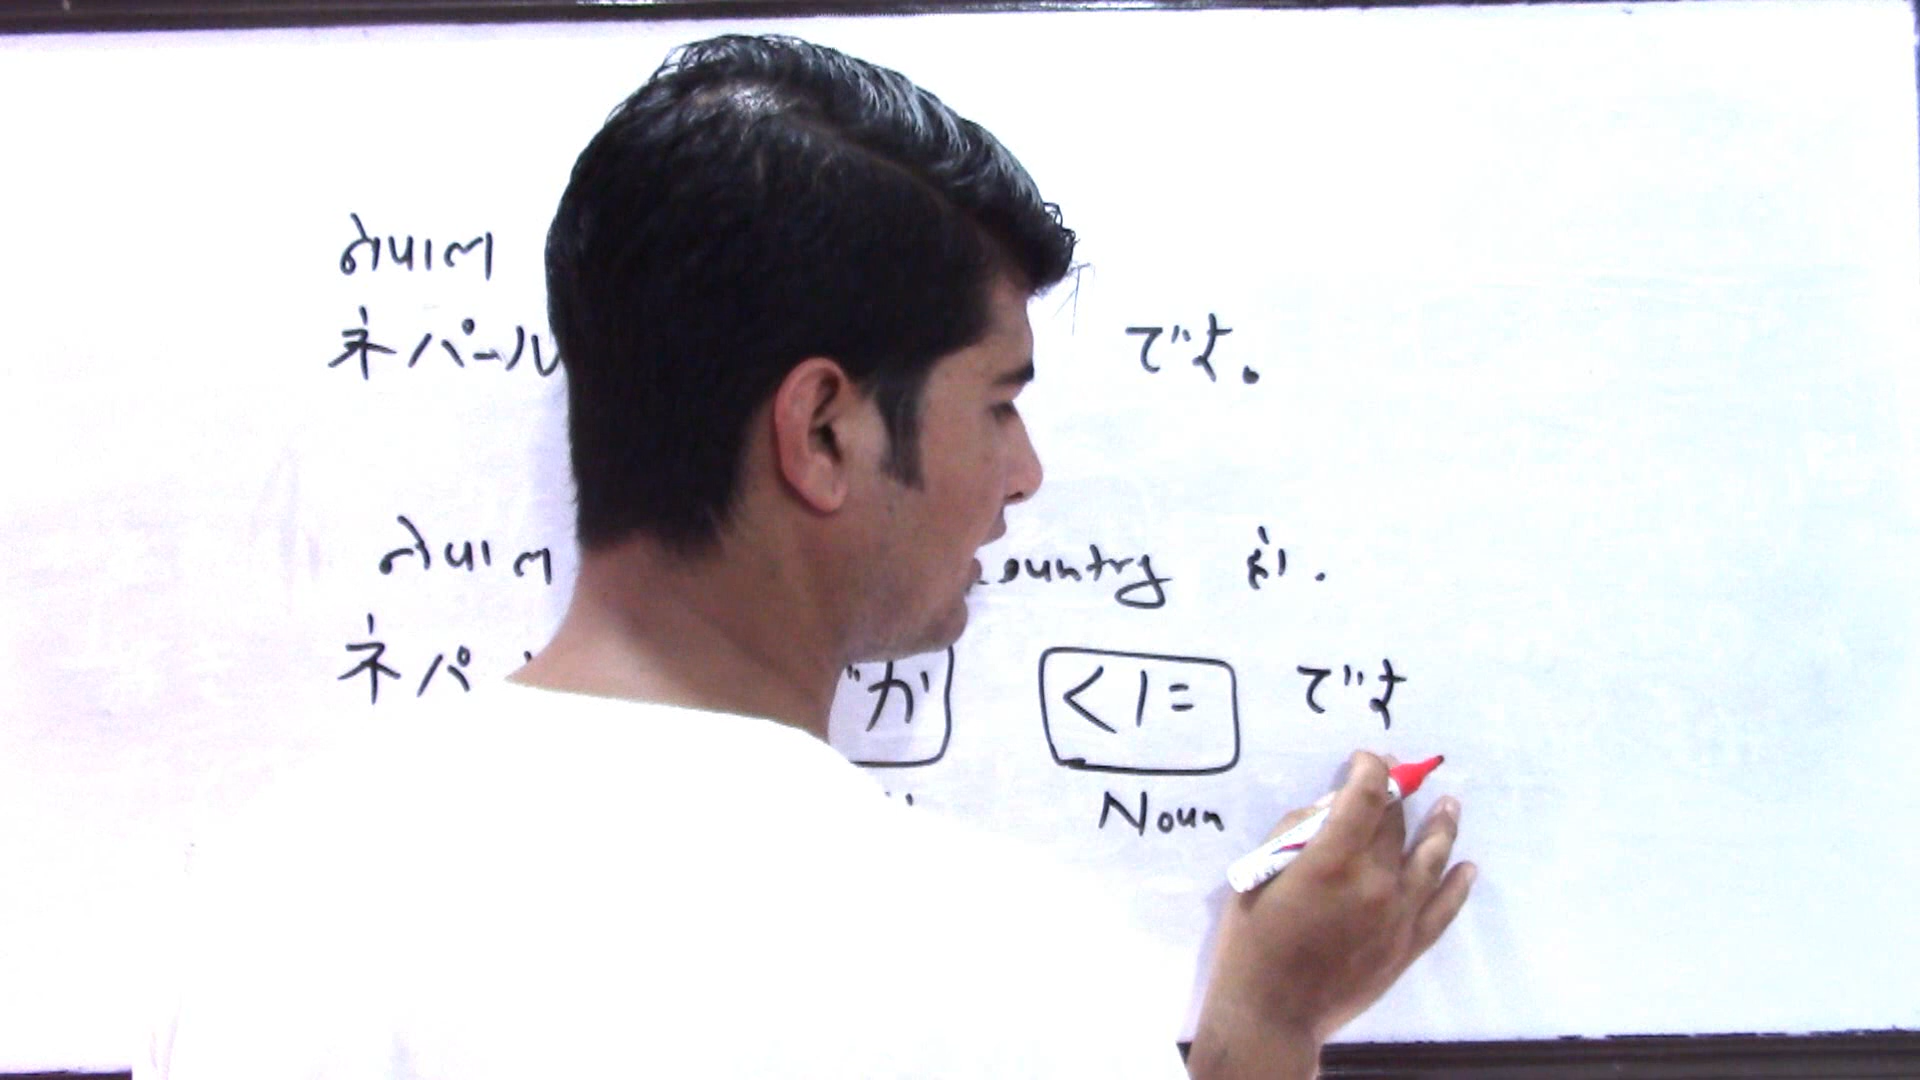 नेपाल
ネパール です。
नेपाल country हो.
ネパ か くに です
Noun